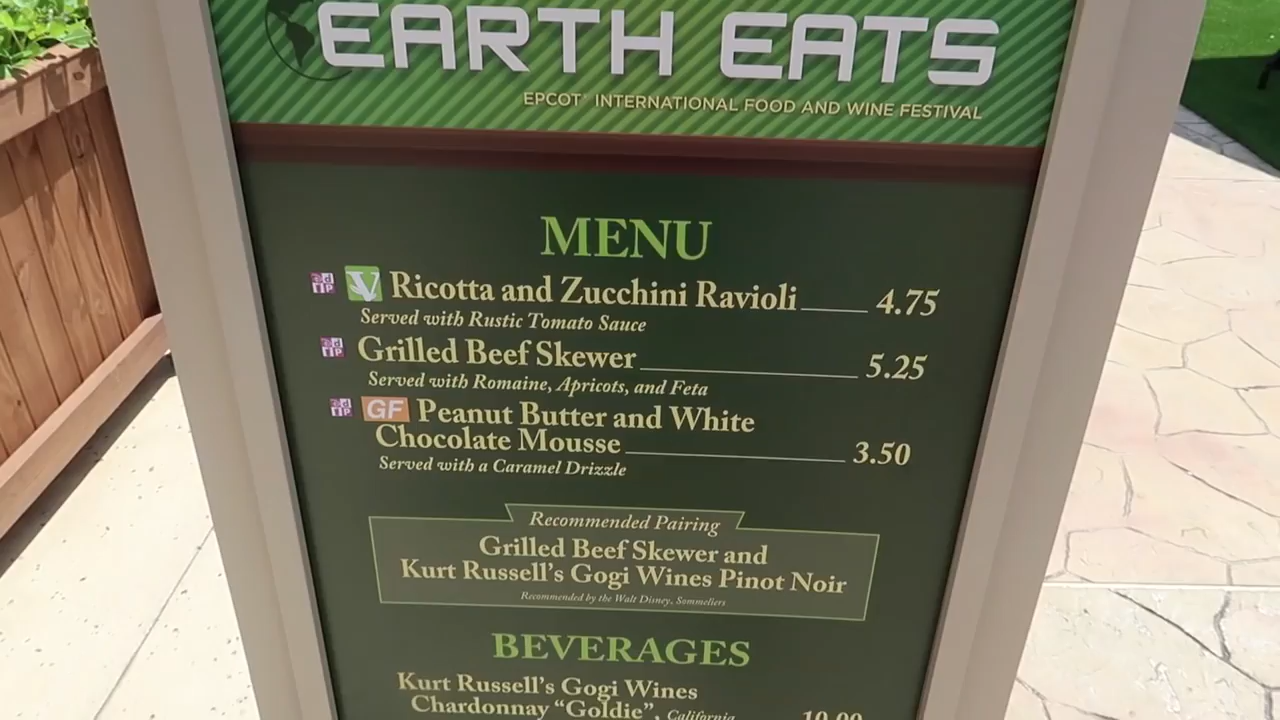 EARTH EATS
EPCOT® INTERNATIONAL FOOD AND WINE FESTIVAL
MENU
V Ricotta and Zucchini Ravioli 4.75
Served with Rustic Tomato Sauce
Grilled Beef Skewer 5.25
Served with Romaine, Apricots, and Feta
GF Peanut Butter and White
Chocolate Mousse 3.50
Served with a Caramel Drizzle
Recommended Pairing
Grilled Beef Skewer and
Kurt Russell's Gogi Wines Pinot Noir
Recommended by the Walt Disney, Sommeliers
BEVERAGES
Kurt Russell's Gogi Wines
Chardonnay "Goldie", California 10.00